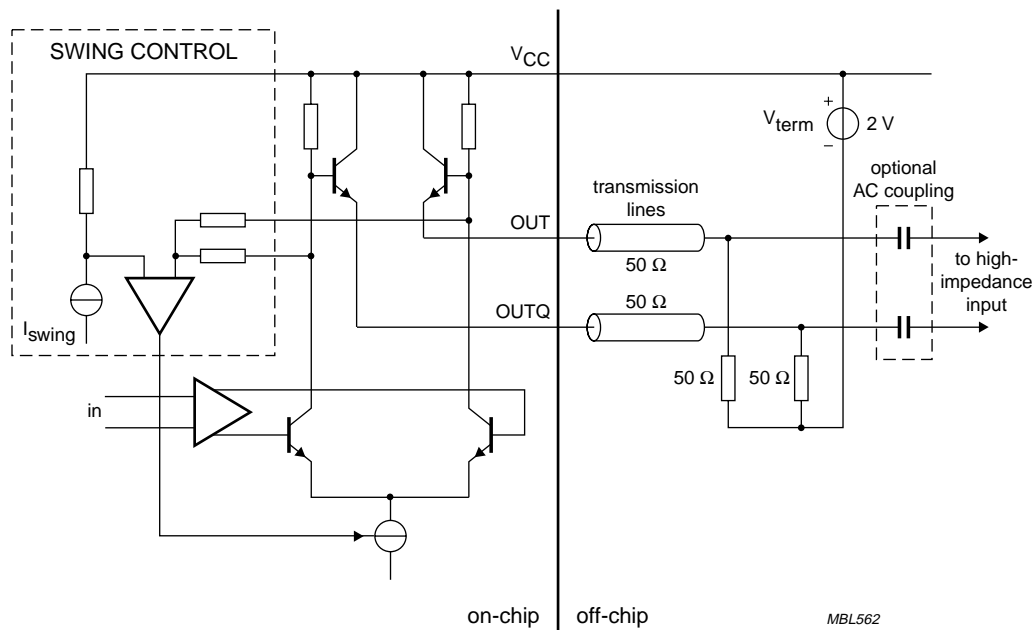 SWING CONTROL
VCC
Vterm
+
−
2 V
optional
AC coupling
transmission
lines
OUT
50 Ω
to high-
impedance
input
Iswing
50 Ω
OUTQ
50 Ω
50 Ω
in
on-chip
off-chip
MBL562